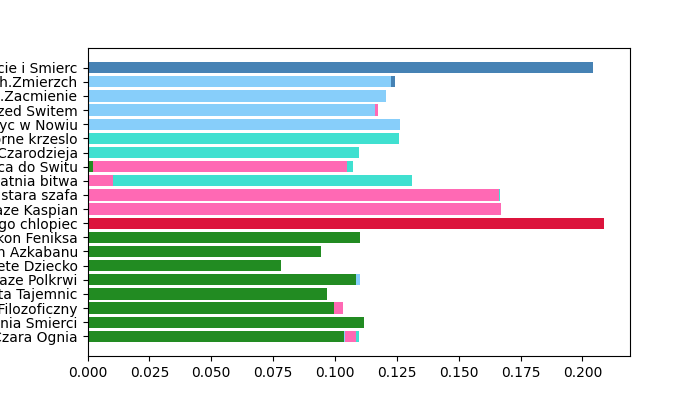 cie i Smierc
h.Zmierzch
.Zacmienie
zed Switem
yc w Nowiu
rne krzeslo
Czarodzieja
ca do Switu
atnia bitwa
stara szafa
aze Kaspian
go chlopiec
kon Feniksa
n Azkabanu
ete Dziecko
aze Polkrwi
ta Tajemnic
Filozoficzny
nia Smierci
Czara Ognia
0.000 0.025 0.050 0.075 0.100 0.125 0.150 0.175 0.200